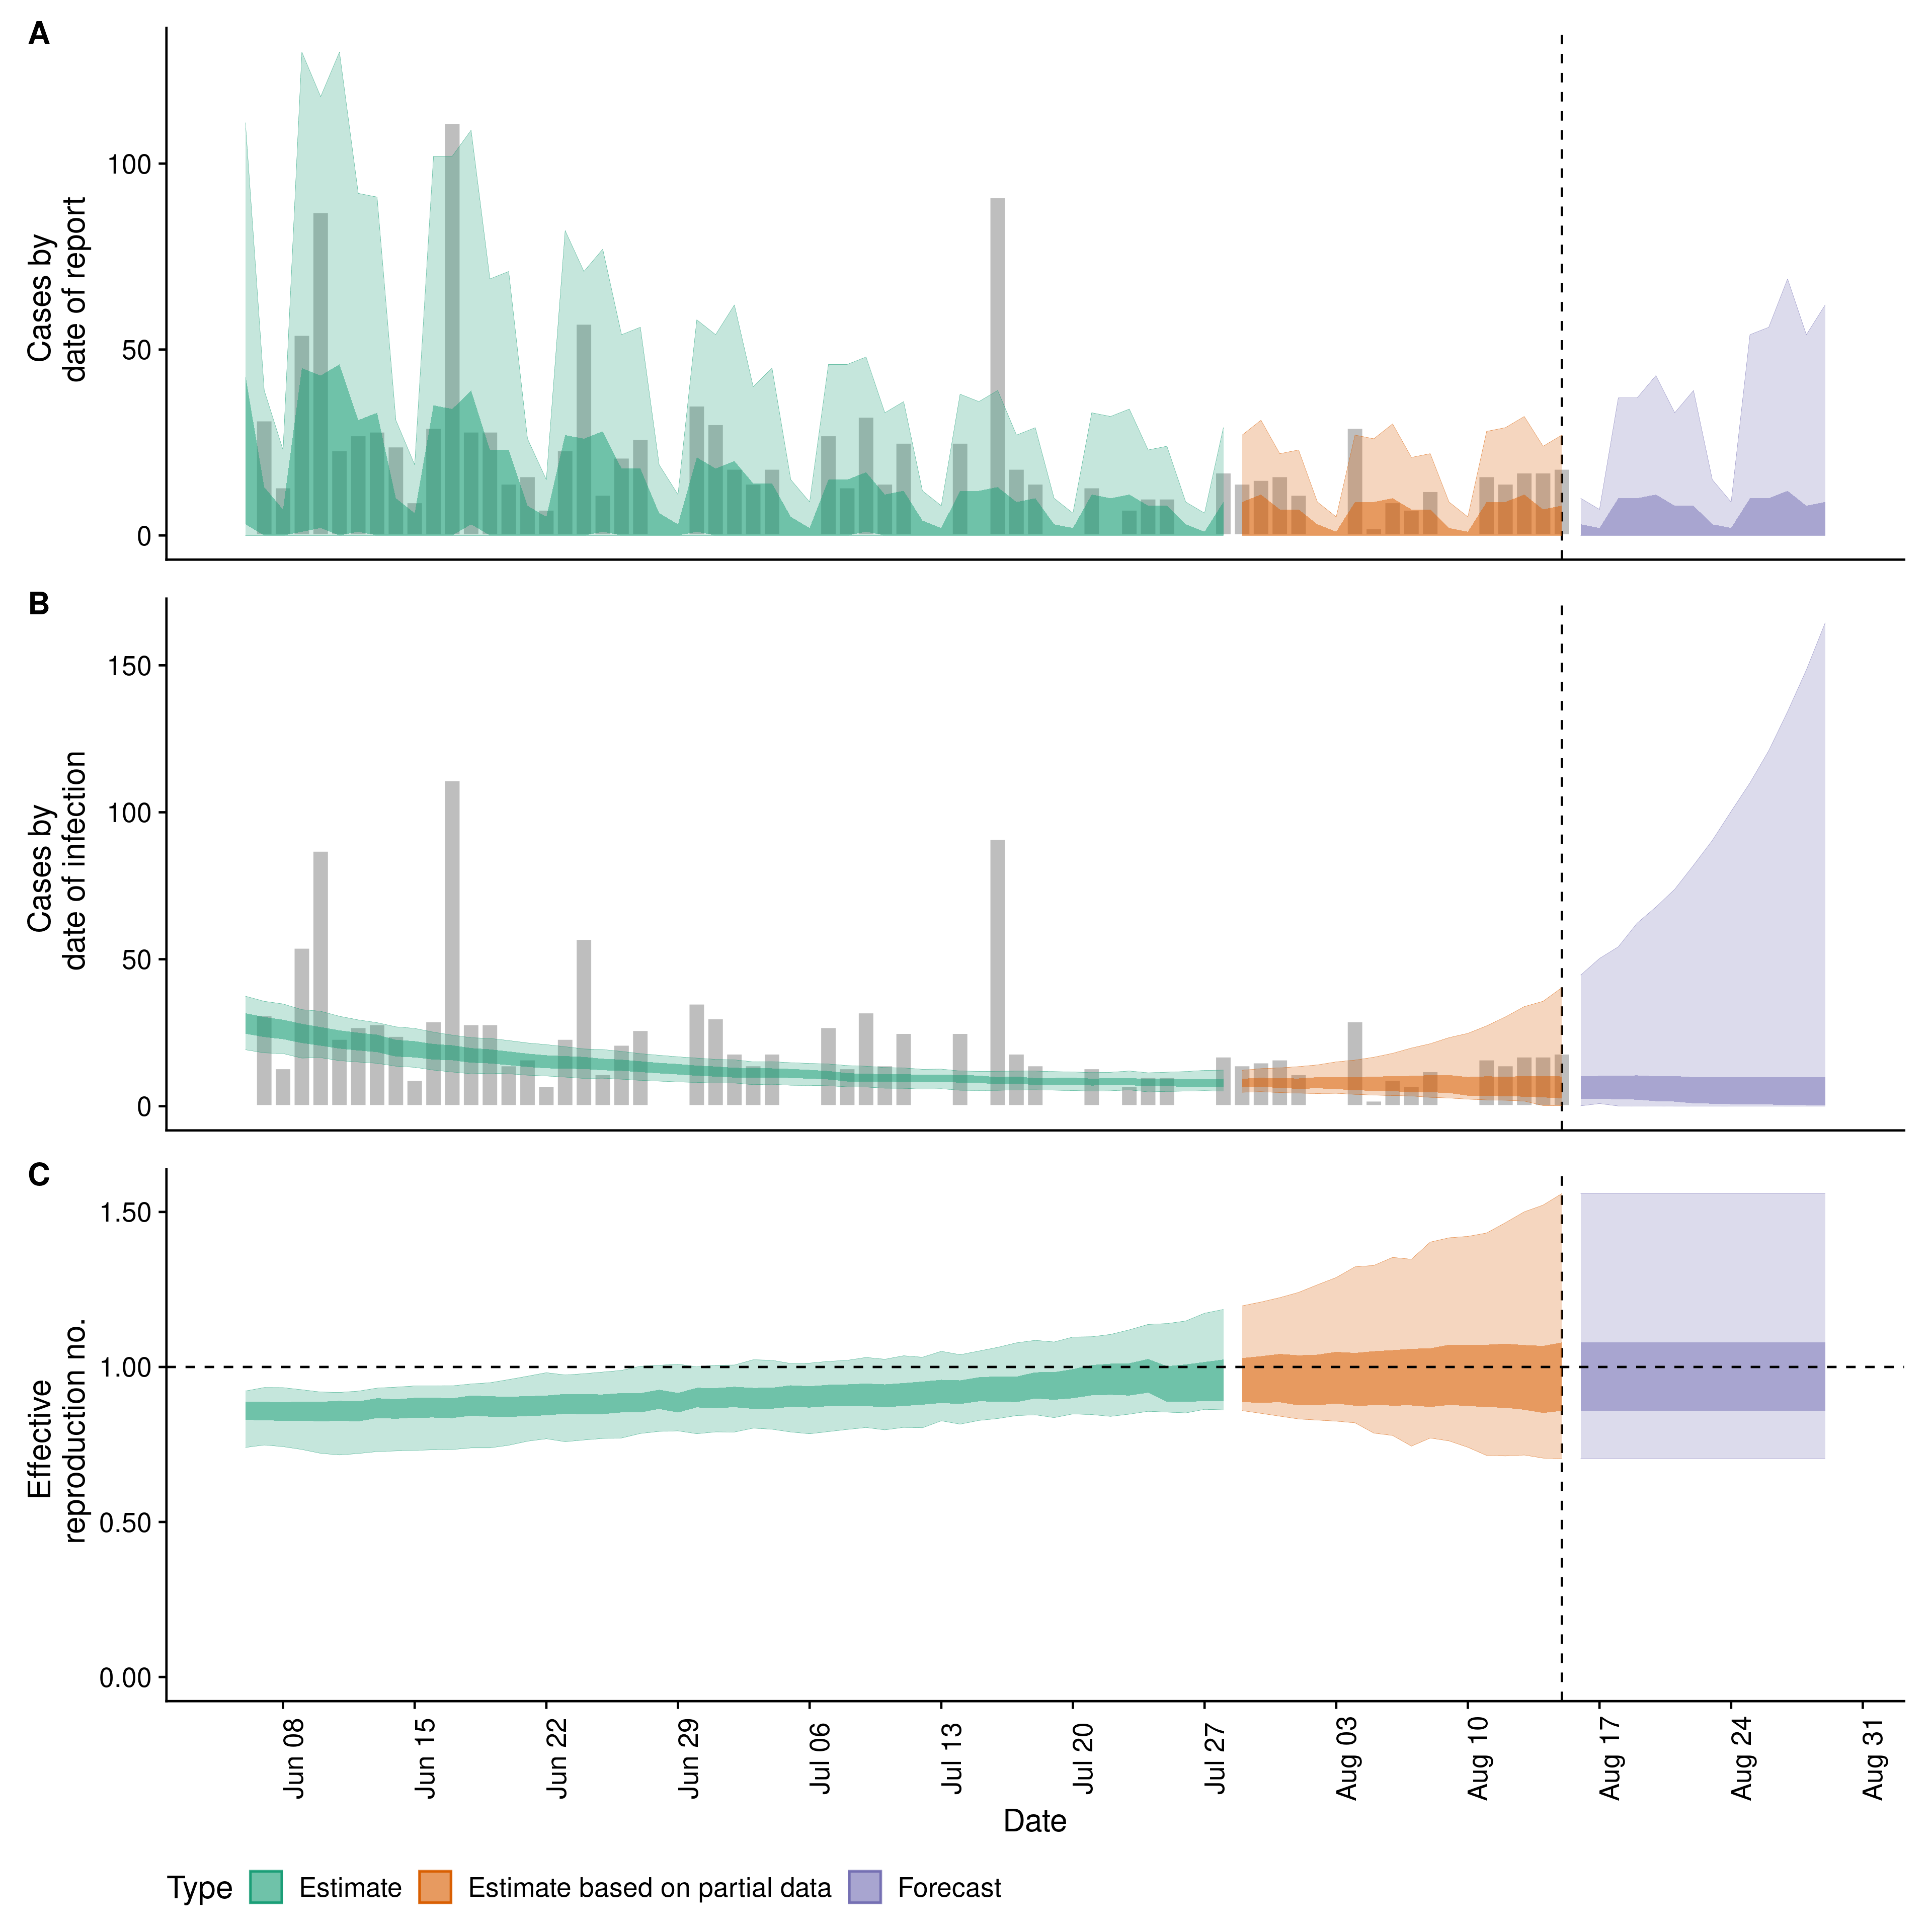 A
Cases by
date of report
100
50
0
B
Cases by
date of infection
150
100
50
0
C
Effective
reproduction no.
1.50
1.00
0.50
0.00
Jun 08
Jun 15
Jun 22
Jun 29
Jul 06
Jul 13
Jul 20
Jul 27
Aug 03
Aug 10
Aug 17
Aug 24
Aug 31
Date
Type Estimate Estimate based on partial data Forecast